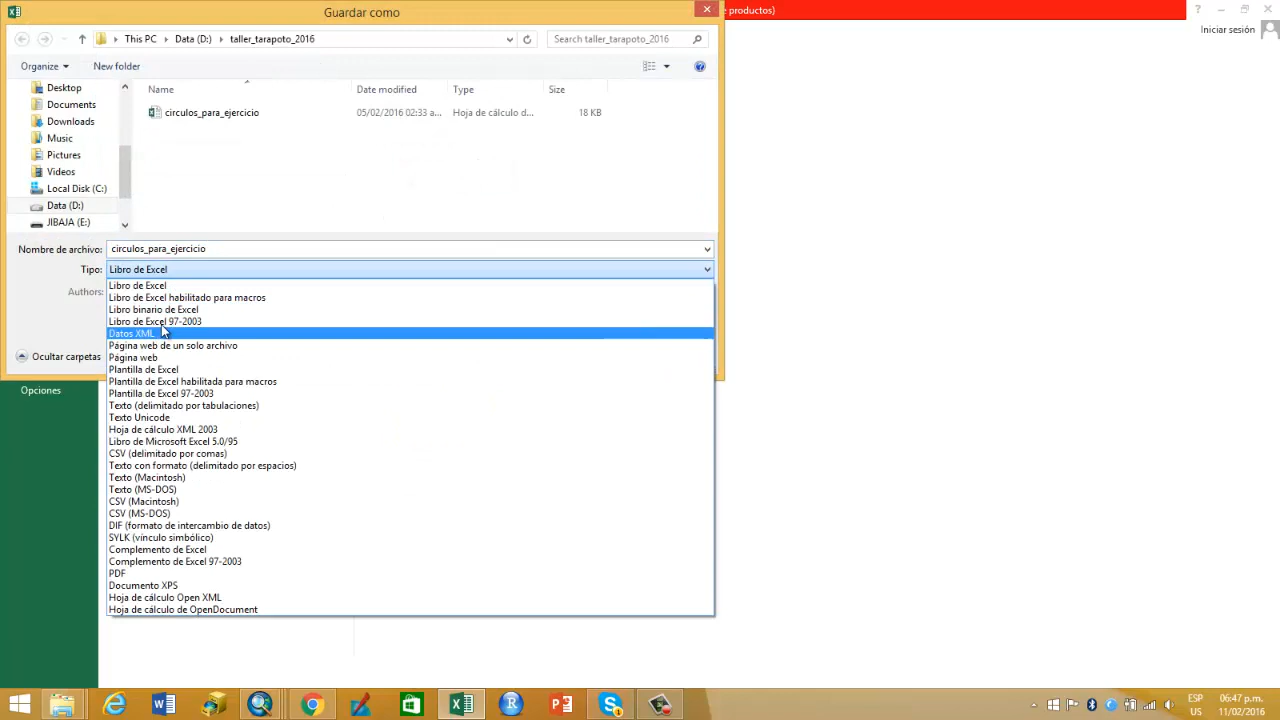 Guardar como
e productos)
Iniciar sesión
This PC
Data (D:)
taller_tarapoto_2016
Search taller_tarapoto_2016
Organize
New folder
Desktop
Documents
Downloads
Music
Pictures
Videos
Local Disk (C:)
Data (D:)
JIBAJA (E:)
Name
Date modified
Type
Size
circulos_para_ejercicio
05/02/2016 02:33 a...
Hoja de cálculo d...
18 KB
Nombre de archivo:
circulos_para_ejercicio
Tipo:
Libro de Excel
Authors:
Ocultar carpetas
Opciones
Libro de Excel
Libro de Excel habilitado para macros
Libro binario de Excel
Libro de Excel 97-2003
Datos XML
Página web de un solo archivo
Página web
Plantilla de Excel
Plantilla de Excel habilitada para macros
Plantilla de Excel 97-2003
Texto (delimitado por tabulaciones)
Texto Unicode
Hoja de cálculo XML 2003
Libro de Microsoft Excel 5.0/95
CSV (delimitado por comas)
Texto con formato (delimitado por espacios)
Texto (Macintosh)
Texto (MS-DOS)
CSV (Macintosh)
CSV (MS-DOS)
DIF (formato de intercambio de datos)
SYLK (vínculo simbólico)
Complemento de Excel
Complemento de Excel 97-2003
PDF
Documento XPS
Hoja de cálculo Open XML
Hoja de cálculo de OpenDocument
ESP
US
06:47 p.m.
11/02/2016